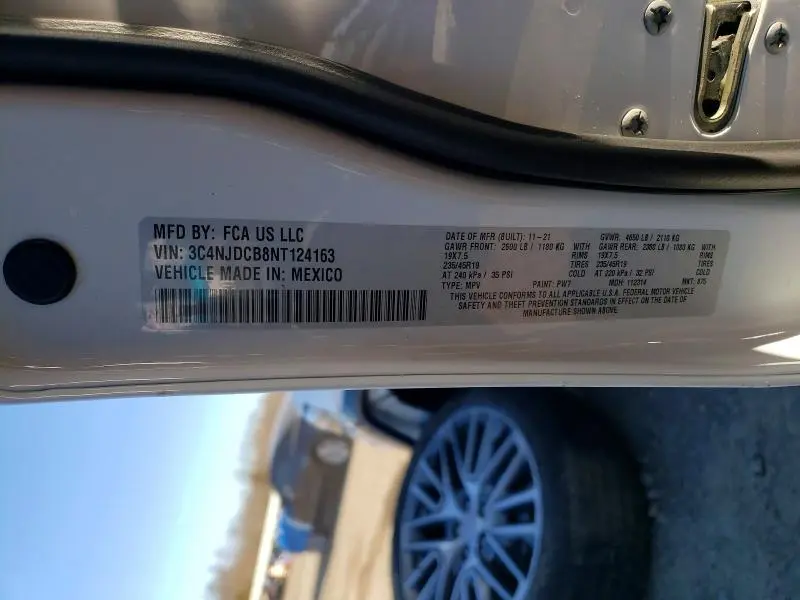 MFD BY: FCA US LLC
VIN: 3C4NJDCB8NT124163
VEHICLE MADE IN: MEXICO
DATE OF MFR (BUILT): 11-21 GVWR: 4650 LB / 2110 KG
GAWR FRONT: 2600 LB / 1180 KG WITH GAWR REAR: 2380 LB / 1080 KG WITH
19X7.5 RIMS 19X7.5 RIMS
235/45R19 TIRES 235/45R19 TIRES
AT 240 kPa / 35 PSI COLD AT 220 kPa / 32 PSI COLD
TYPE: MPV PAINT: PW7 MDH: 112314 MKT: 875
THIS VEHICLE CONFORMS TO ALL APPLICABLE U.S.A. FEDERAL MOTOR VEHICLE
SAFETY AND THEFT PREVENTION STANDARDS IN EFFECT ON THE DATE OF
MANUFACTURE SHOWN ABOVE.